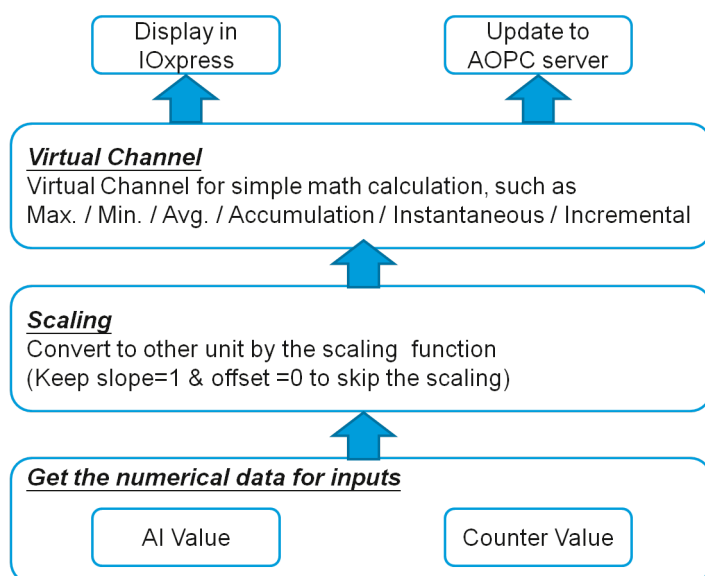 Display in
IOxpress
Update to
AOPC server
Virtual Channel
Virtual Channel for simple math calculation, such as
Max. / Min. / Avg. / Accumulation / Instantaneous / Incremental
Scaling
Convert to other unit by the scaling function
(Keep slope=1 & offset =0 to skip the scaling)
Get the numerical data for inputs
AI Value
Counter Value